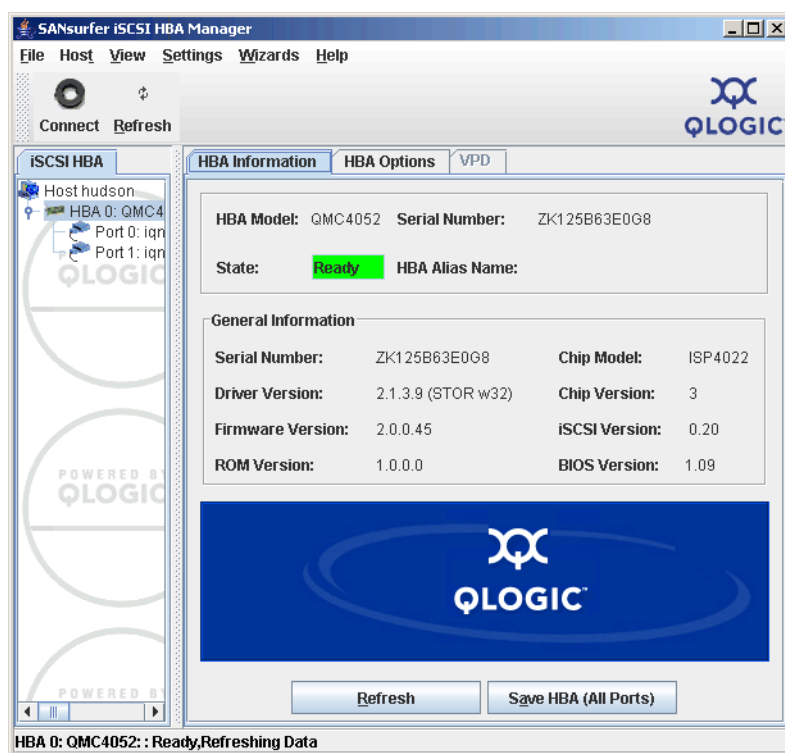 SANsurfer iSCSI HBA Manager
File Host View Settings Wizards Help
Connect Refresh
QLOGIC
iSCSI HBA
Host hudson
HBA 0: QMC4
Port 0: iqn
Port 1: iqn
QLOGIC
POWERED BY
QLOGIC
POWERED BY
HBA Information HBA Options VPD
HBA Model: QMC4052 Serial Number: ZK125B63E0G8
State: Ready HBA Alias Name:
General Information
Serial Number: ZK125B63E0G8 Chip Model: ISP4022
Driver Version: 2.1.3.9 (STOR w32) Chip Version: 3
Firmware Version: 2.0.0.45 iSCSI Version: 0.20
ROM Version: 1.0.0.0 BIOS Version: 1.09
QLOGIC™
Refresh Save HBA (All Ports)
HBA 0: QMC4052: : Ready,Refreshing Data